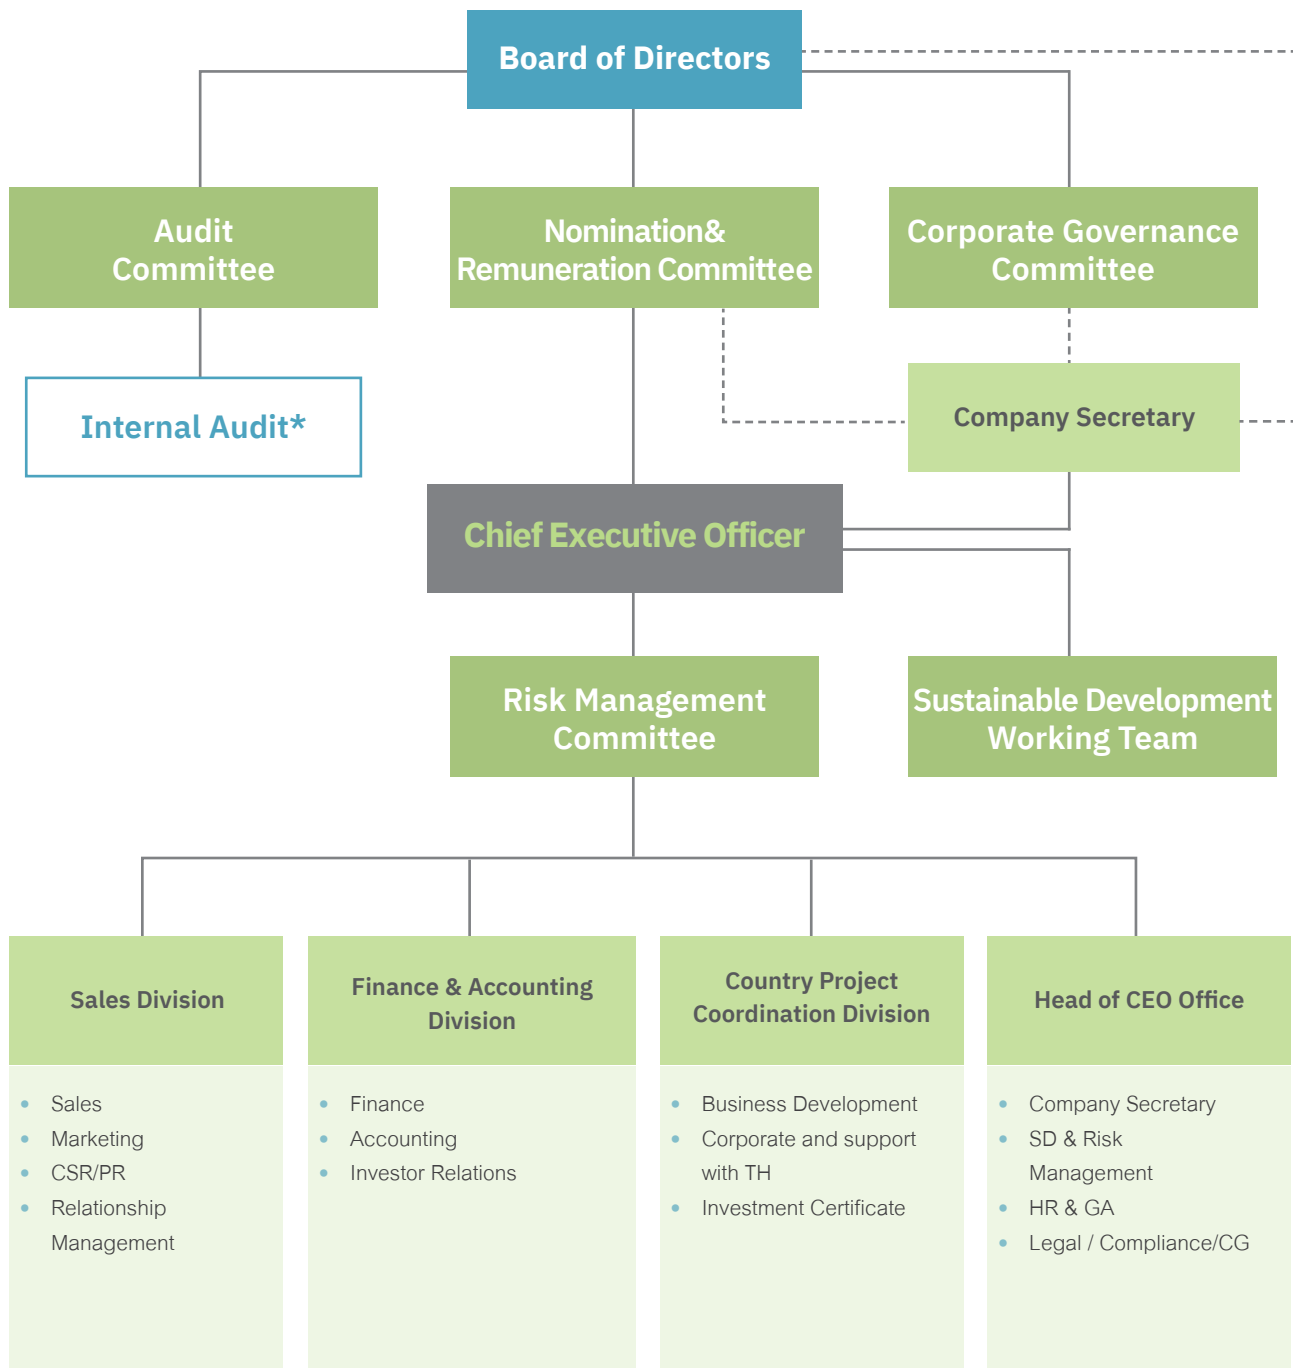 Board of Directors
Audit
Committee
Nomination&
Remuneration Committee
Corporate Governance
Committee
Internal Audit*
Company Secretary
Chief Executive Officer
Risk Management
Committee
Sustainable Development
Working Team
Sales Division
Finance & Accounting
Division
Country Project
Coordination Division
Head of CEO Office
• Sales
• Marketing
• CSR/PR
• Relationship
Management
• Finance
• Accounting
• Investor Relations
• Business Development
• Corporate and support
with TH
• Investment Certificate
• Company Secretary
• SD & Risk
Management
• HR & GA
• Legal / Compliance/CG